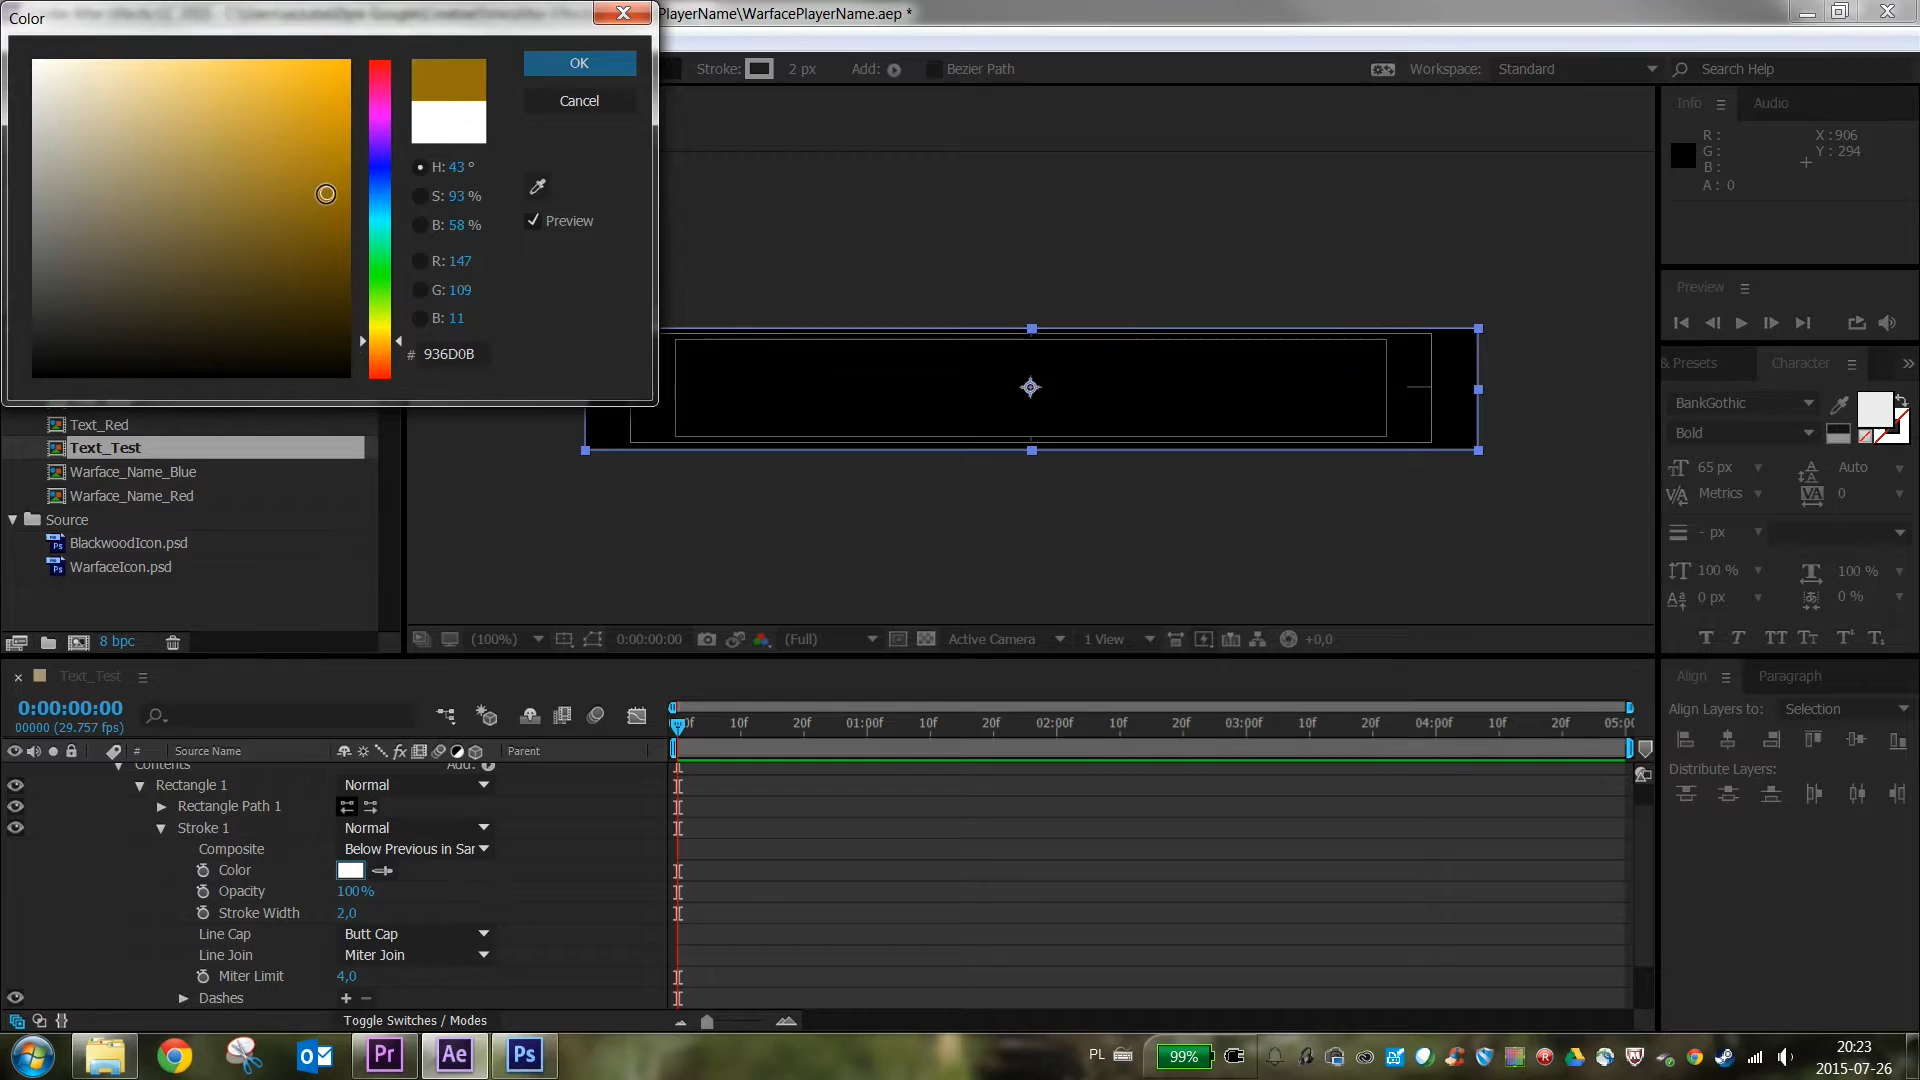 Color
PlayerName\WarfacePlayerName.aep *
OK
Cancel
H: 43 °
S: 93 %
B: 58 %
Preview
R: 147
G: 109
B: 11
# 936D0B
Stroke: 2 px Add: Bezier Path
Workspace: Standard Search Help
Info Audio
R :
G :
B :
A : 0
X : 906
Y : 294
Preview
& Presets Character
BankGothic
Bold
65 px Auto
Metrics 0
- px
100 % 100 %
0 px 0 %
Text_Red
Text_Test
Warface_Name_Blue
Warface_Name_Red
Source
BlackwoodIcon.psd
WarfaceIcon.psd
8 bpc
(100%) 0:00:00:00 (Full) Active Camera 1 View +0,0
Text_Test
0:00:00:00
00000 (29.757 fps)
# Source Name Parent
10f 20f 01:00f 10f 20f 02:00f 10f 20f 03:00f 10f 20f 04:00f 10f 20f
Contents Add:
Rectangle 1 Normal
Rectangle Path 1
Stroke 1 Normal
Composite Below Previous in Sar
Color
Opacity 100%
Stroke Width 2,0
Line Cap Butt Cap
Line Join Miter Join
Miter Limit 4,0
Dashes
Toggle Switches / Modes
Align Paragraph
Align Layers to: Selection
Distribute Layers:
Pr Ae Ps
PL 99%
20:23
2015-07-26